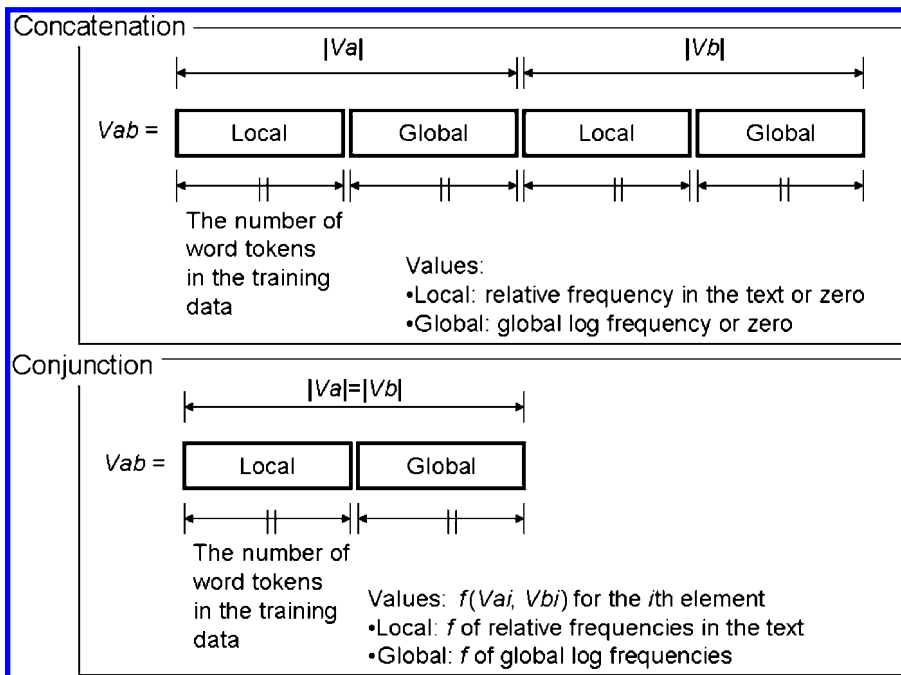 Concatenation
|Va| |Vb|
Vab = Local Global Local Global
The number of
word tokens
in the training
data
Values:
•Local: relative frequency in the text or zero
•Global: global log frequency or zero
Conjunction
|Va|=|Vb|
Vab = Local Global
The number of
word tokens
in the training
data
Values: f(Vai, Vbi) for the ith element
•Local: f of relative frequencies in the text
•Global: f of global log frequencies